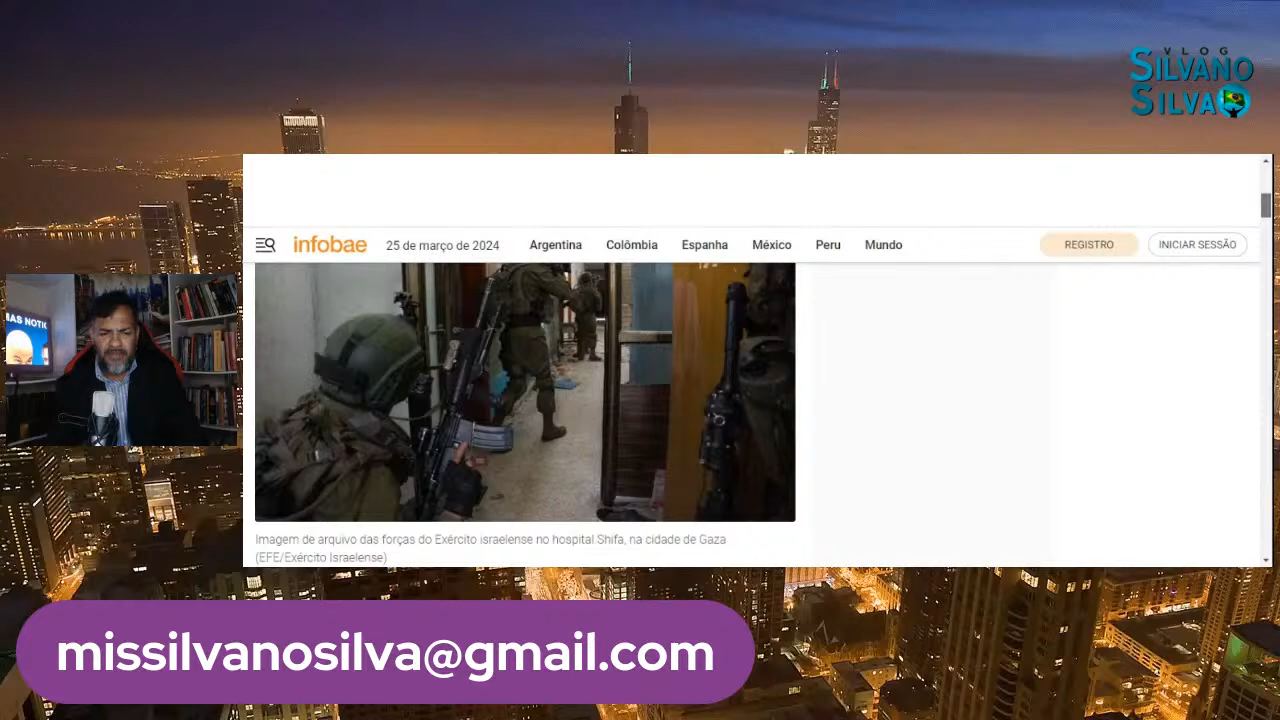 VLOG
SILVANO
SILVA
infobae
25 de março de 2024
Argentina
Colômbia
Espanha
México
Peru
Mundo
REGISTRO
INICIAR SESSÃO
IAS NOTIC
Imagem de arquivo das forças do Exército israelense no hospital Shifa, na cidade de Gaza
(EFE/Exército Israelense)
missilvanosilva@gmail.com